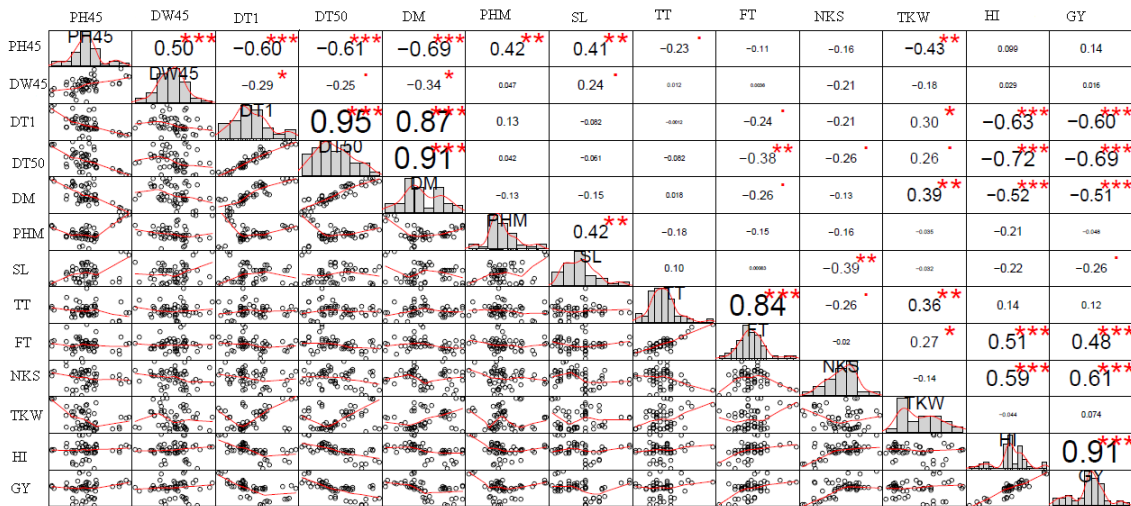 PH45 DW45 DT1 DT50 DM PHM SL TT FT NKS TKW HI GY
PH45 PH45 0.50*** −0.60*** −0.61*** −0.69*** 0.42** 0.41** −0.23. −0.11 −0.16 −0.43** 0.099 0.14
DW45 DW45 −0.29* −0.25. −0.34* 0.047 0.24. 0.012 −0.21 −0.18 0.029 0.016
DT1 DT1 0.95*** 0.87*** 0.13 −0.082 −0.0012 −0.24. −0.21 0.30* −0.63*** −0.60***
DT50 DT50 0.91*** 0.042 −0.061 −0.082 −0.38** −0.26. 0.26. −0.72*** −0.69***
DM DM −0.13 −0.15 0.018 −0.26. −0.13 0.39** −0.52*** −0.51***
PHM PHM 0.42** −0.18 −0.15 −0.16 −0.035 −0.21 −0.048
SL SL 0.10 0.00083 −0.39** −0.032 −0.22 −0.26.
TT TT 0.84*** −0.26. 0.36** 0.14 0.12
FT FT −0.02 0.27* 0.51*** 0.48***
NKS NKS −0.14 0.59*** 0.61***
TKW TKW −0.044 0.074
HI HI 0.91***
GY